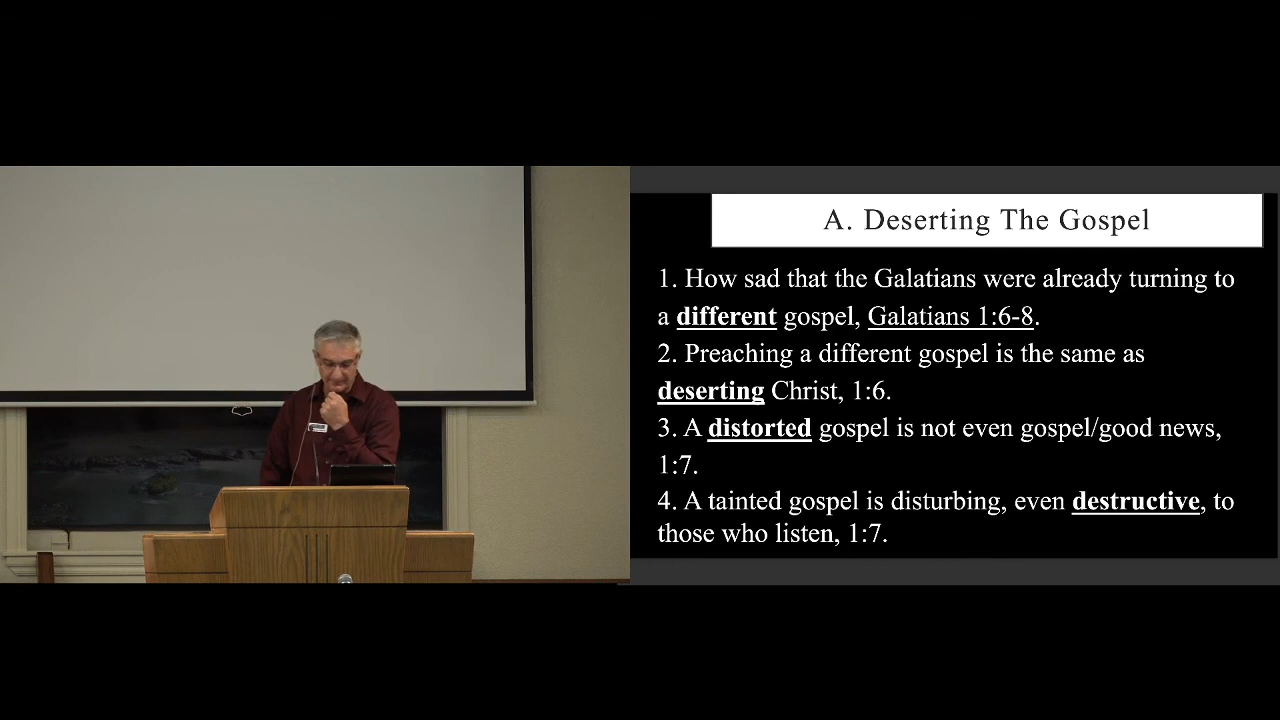 A. Deserting The Gospel
1. How sad that the Galatians were already turning to
a different gospel, Galatians 1:6-8.
2. Preaching a different gospel is the same as
deserting Christ, 1:6.
3. A distorted gospel is not even gospel/good news,
1:7.
4. A tainted gospel is disturbing, even destructive, to
those who listen, 1:7.